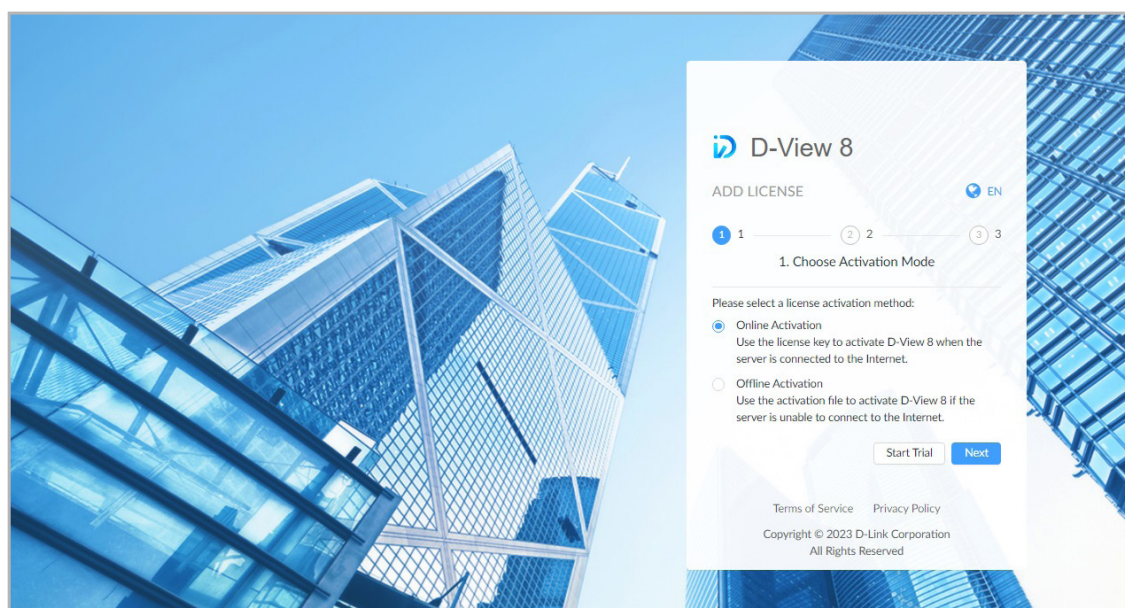 D-View 8
ADD LICENSE
EN
1 1 2 2 3 3
1. Choose Activation Mode
Please select a license activation method:
Online Activation
Use the license key to activate D-View 8 when the
server is connected to the Internet.
Offline Activation
Use the activation file to activate D-View 8 if the
server is unable to connect to the Internet.
Start Trial Next
Terms of Service Privacy Policy
Copyright © 2023 D-Link Corporation
All Rights Reserved